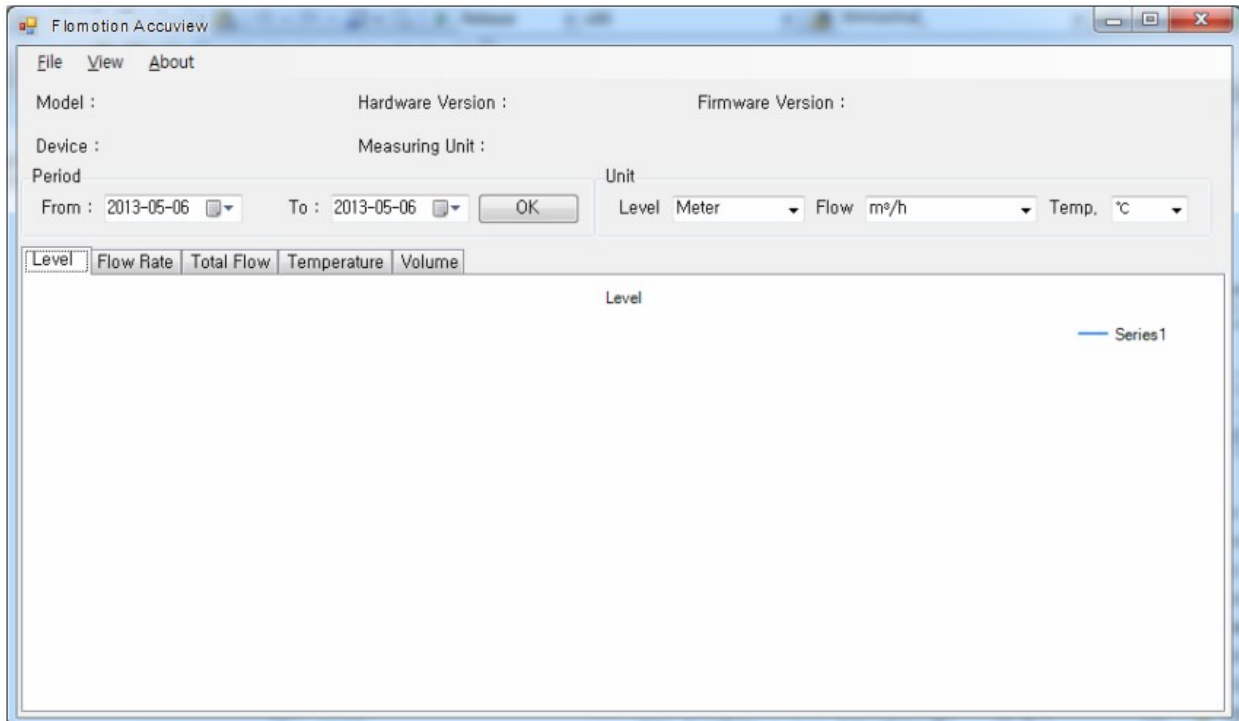 Flomotion Accuview
File View About
Model : Hardware Version : Firmware Version :
Device : Measuring Unit :
Period Unit
From : 2013-05-06 To : 2013-05-06 OK Level Meter Flow m³/h Temp, ℃
Level Flow Rate Total Flow Temperature Volume
Level
Series1